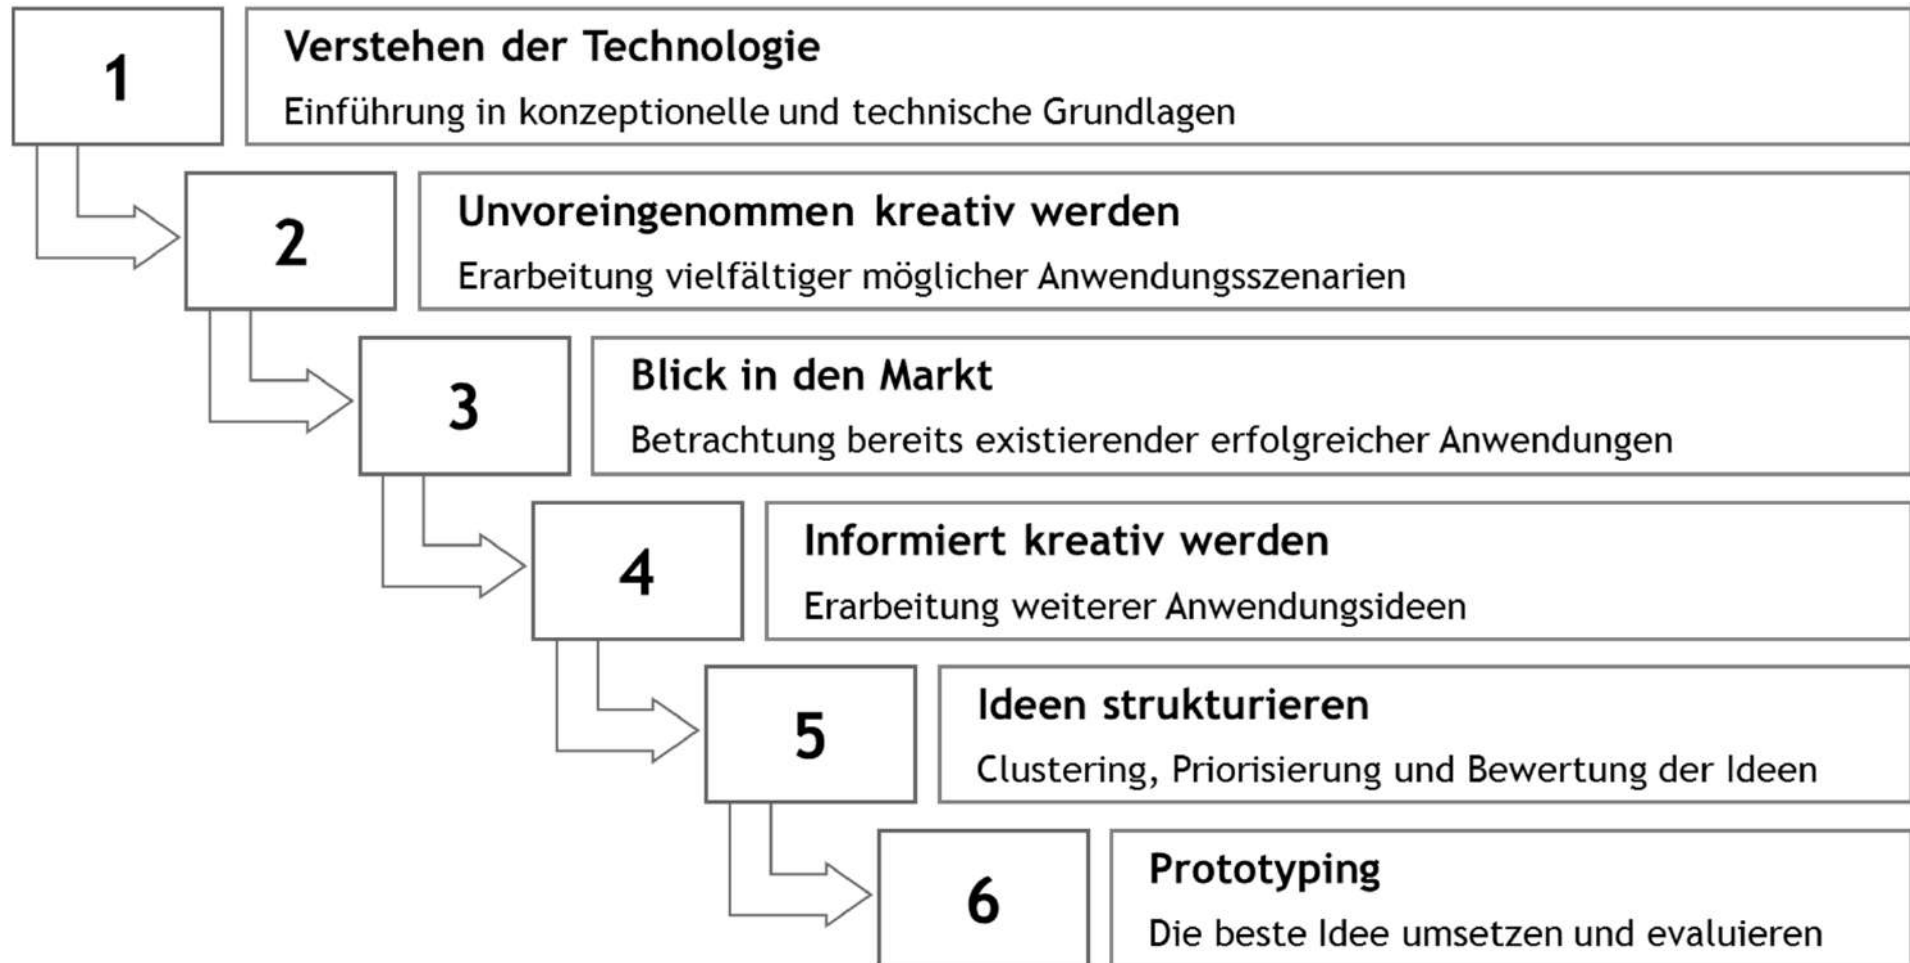 1
Verstehen der Technologie
Einführung in konzeptionelle und technische Grundlagen
2
Unvoreingenommen kreativ werden
Erarbeitung vielfältiger möglicher Anwendungsszenarien
3
Blick in den Markt
Betrachtung bereits existierender erfolgreicher Anwendungen
4
Informiert kreativ werden
Erarbeitung weiterer Anwendungsideen
5
Ideen strukturieren
Clustering, Priorisierung und Bewertung der Ideen
6
Prototyping
Die beste Idee umsetzen und evaluieren